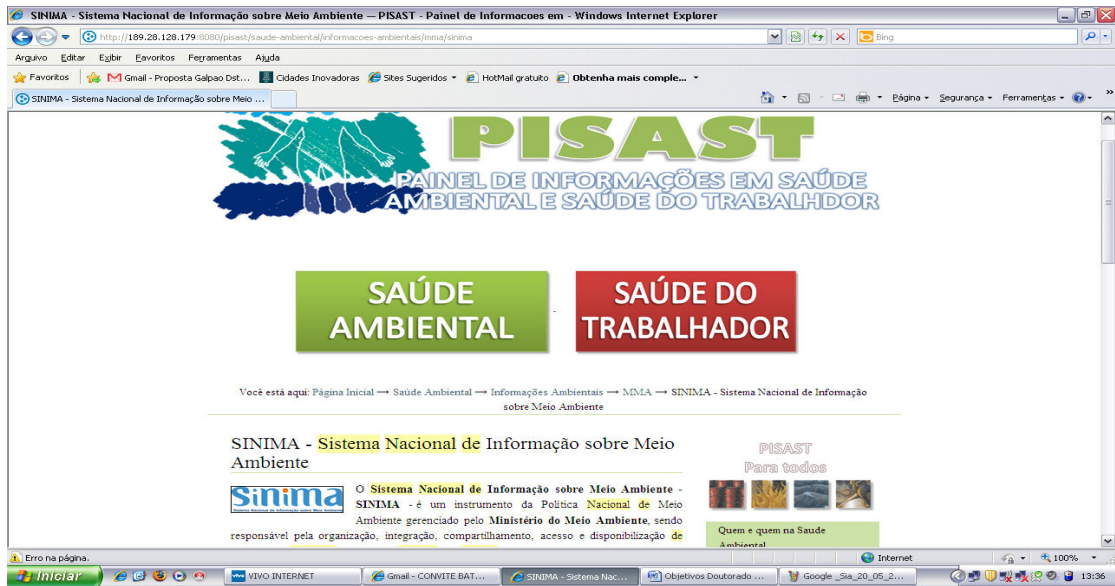 SINIMA - Sistema Nacional de Informação sobre Meio Ambiente — PISAST - Painel de Informacoes em - Windows Internet Explorer
http://189.28.128.179:8080/pisast/saude-ambiental/informacoes-ambientais/mma/sinima
Bing
Arquivo Editar Exibir Favoritos Ferramentas Ajuda
Favoritos Gmail - Proposta Galpao Dst... Cidades Inovadoras Sites Sugeridos HotMail gratuito Obtenha mais comple...
SINIMA - Sistema Nacional de Informação sobre Meio ... Página Segurança Ferramentas »
PISAST
PAINEL DE INFORMAÇÕES EM SAÚDE
AMBIENTAL E SAÚDE DO TRABALHDOR
SAÚDE
AMBIENTAL
-
SAÚDE DO
TRABALHADOR
Você está aqui: Página Inicial → Saúde Ambiental → Informações Ambientais → MMA → SINIMA - Sistema Nacional de Informação
sobre Meio Ambiente
SINIMA - Sistema Nacional de Informação sobre Meio
Ambiente
Sinima
Sistema Nacional de Informação sobre Meio Ambiente
O Sistema Nacional de Informação sobre Meio Ambiente -
SINIMA - é um instrumento da Política Nacional de Meio
Ambiente gerenciado pelo Ministério do Meio Ambiente, sendo
responsável pela organização, integração, compartilhamento, acesso e disponibilização de
PISAST
Para todos
Quem e quem na Saude
Ambiental
Erro na página. Internet 100%
Iniciar VIVO INTERNET Gmail - CONVITE BAT... SINIMA - Sistema Nac... Objetivos Doutorado ... Google _Sia_20_05_2... 13:36